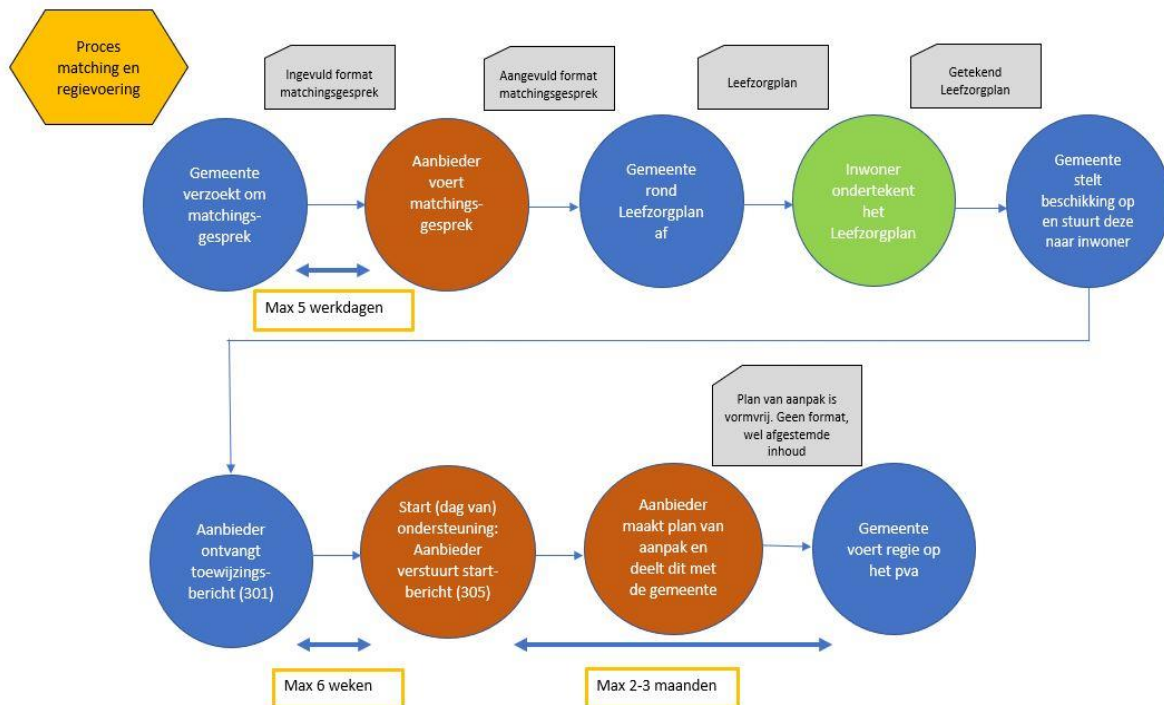 Proces
matching en
regievoering
Ingevuld format
matchingsgesprek
Aangevuld format
matchingsgesprek
Leefzorgplan
Getekend
Leefzorgplan
Gemeente
verzoekt om
matchings-
gesprek
Aanbieder
voert
matchings-
gesprek
Gemeente
rond
Leefzorgplan
af
Inwoner
ondertekent
het
Leefzorgplan
Gemeente
stelt
beschikking op
en stuurt deze
naar inwoner
Max 5 werkdagen
Plan van aanpak is
vormvrij. Geen format,
wel afgestemde
inhoud
Aanbieder
ontvangt
toewijzings-
bericht (301)
Start (dag van)
ondersteuning:
Aanbieder
verstuurt start-
bericht (305)
Aanbieder
maakt plan van
aanpak en
deelt dit met
de gemeente
Gemeente
voert regie op
het pva
Max 6 weken
Max 2-3 maanden